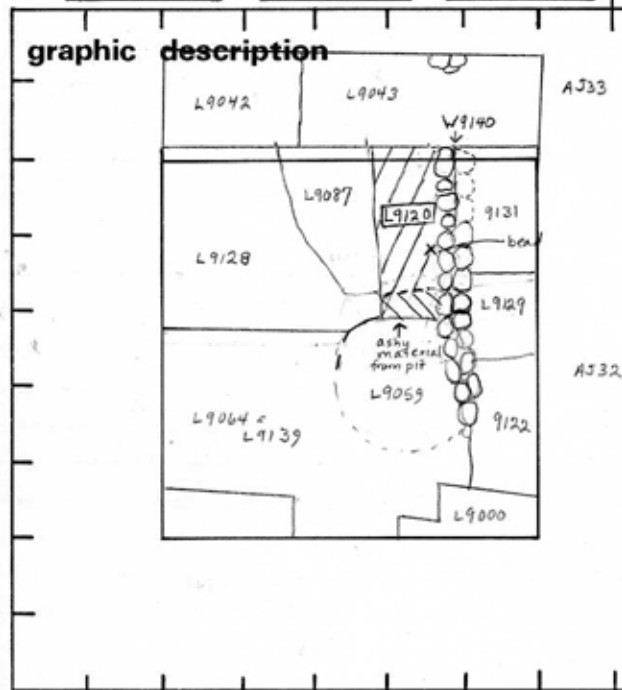 graphic description
L9042
L9043
AJ33
W9140
L9087
L9120
9131
bead
L9128
L9129
ashy
material
from pit
L9059
AJ32
L9064
L9139
9122
L9000